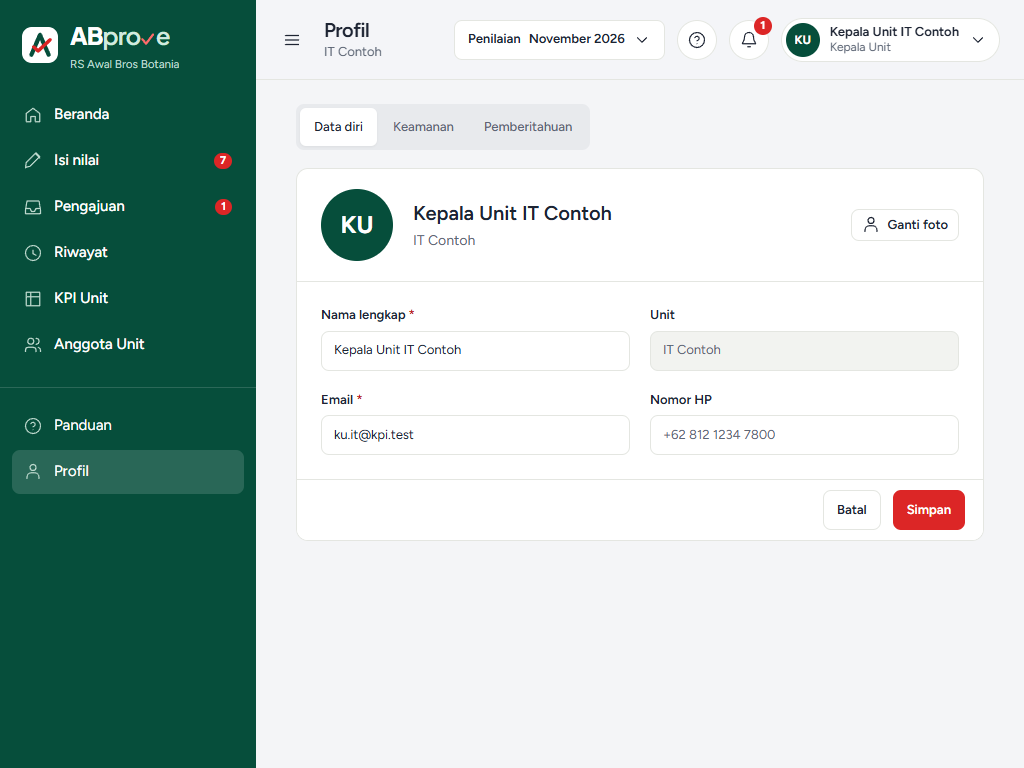 ABprove
RS Awal Bros Botania
Beranda
Isi nilai 7
Pengajuan 1
Riwayat
KPI Unit
Anggota Unit
Panduan
Profil
Profil
IT Contoh
Penilaian November 2026
1
KU
Kepala Unit IT Contoh
Kepala Unit
Data diri
Keamanan
Pemberitahuan
KU
Kepala Unit IT Contoh
IT Contoh
Ganti foto
Nama lengkap *
Kepala Unit IT Contoh
Unit
IT Contoh
Email *
ku.it@kpi.test
Nomor HP
+62 812 1234 7800
Batal
Simpan